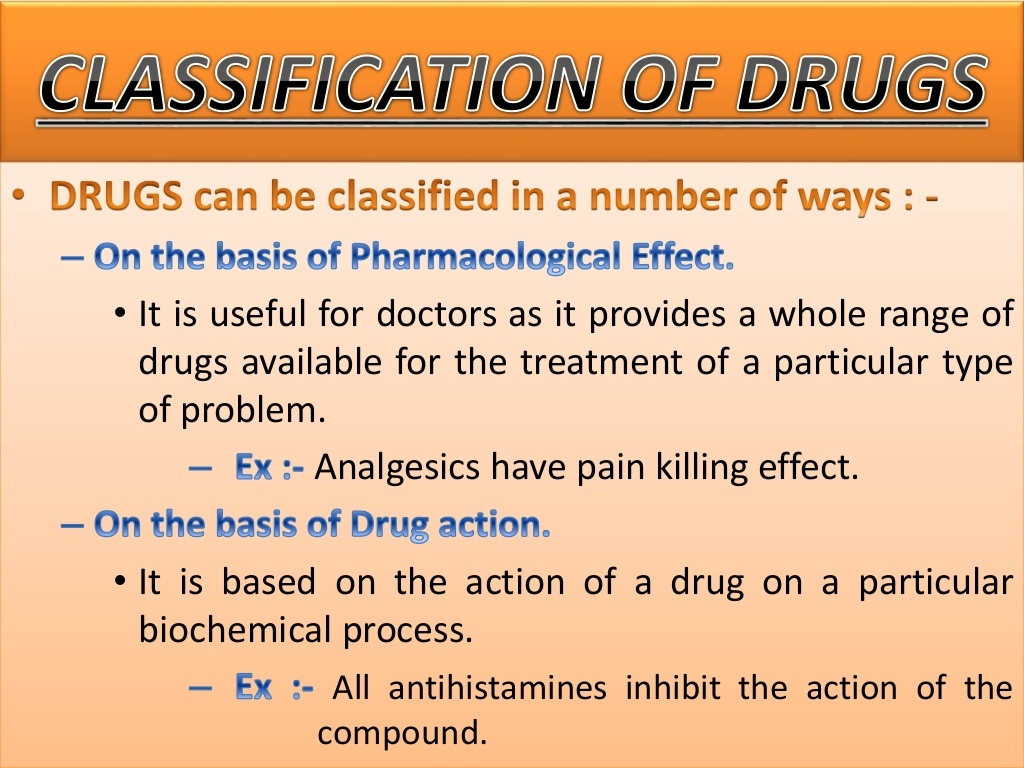 CLASSIFICATION OF DRUGS
• DRUGS can be classified in a number of ways : -
– On the basis of Pharmacological Effect.
• It is useful for doctors as it provides a whole range of
drugs available for the treatment of a particular type
of problem.
– Ex :- Analgesics have pain killing effect.
– On the basis of Drug action.
• It is based on the action of a drug on a particular
biochemical process.
– Ex :- All antihistamines inhibit the action of the
compound.